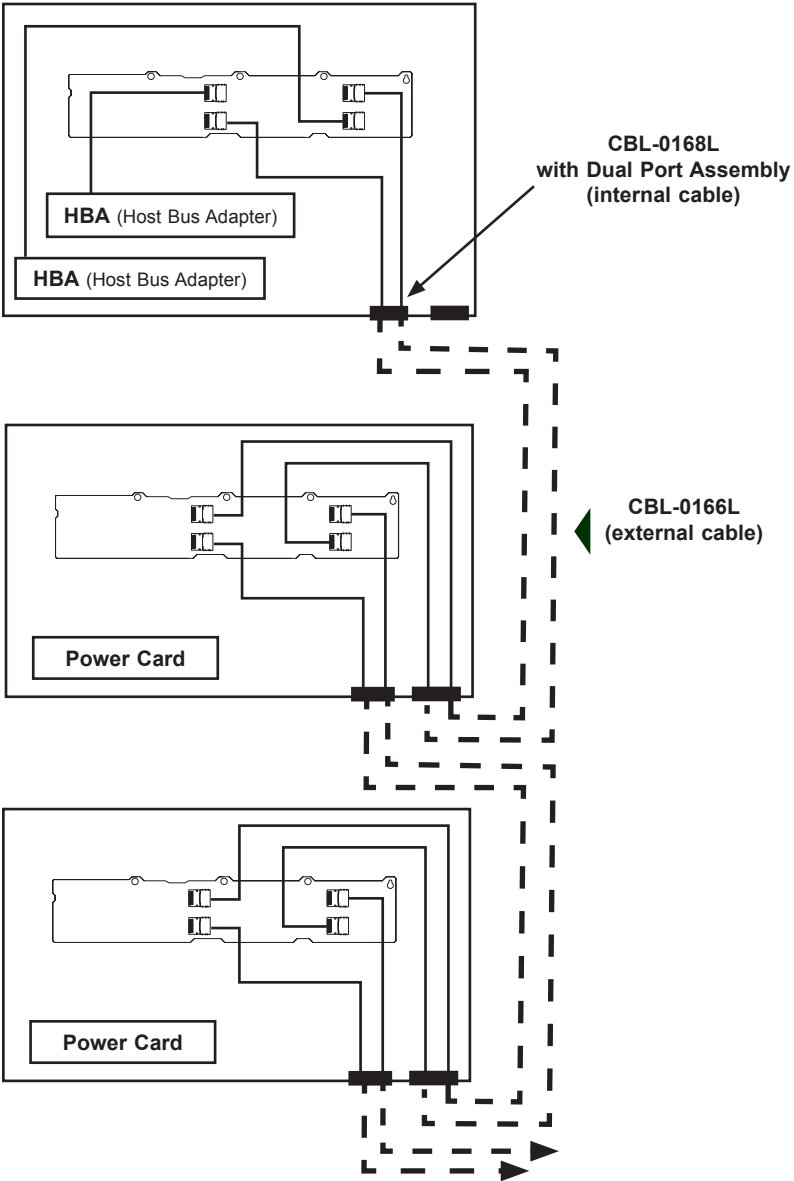 CBL-0168L
with Dual Port Assembly
(internal cable)
HBA (Host Bus Adapter)
HBA (Host Bus Adapter)
CBL-0166L
(external cable)
Power Card
Power Card